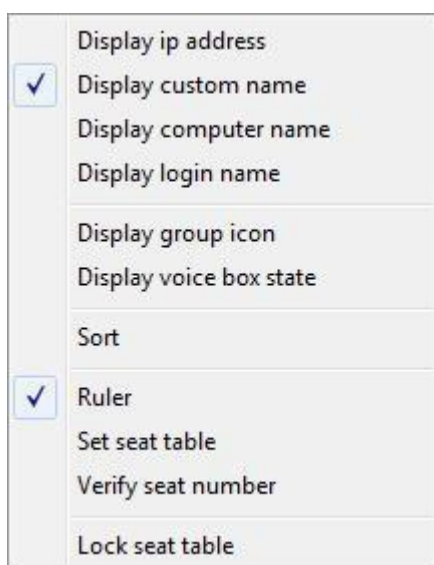 Display ip address
Display custom name
Display computer name
Display login name
Display group icon
Display voice box state
Sort
Ruler
Set seat table
Verify seat number
Lock seat table